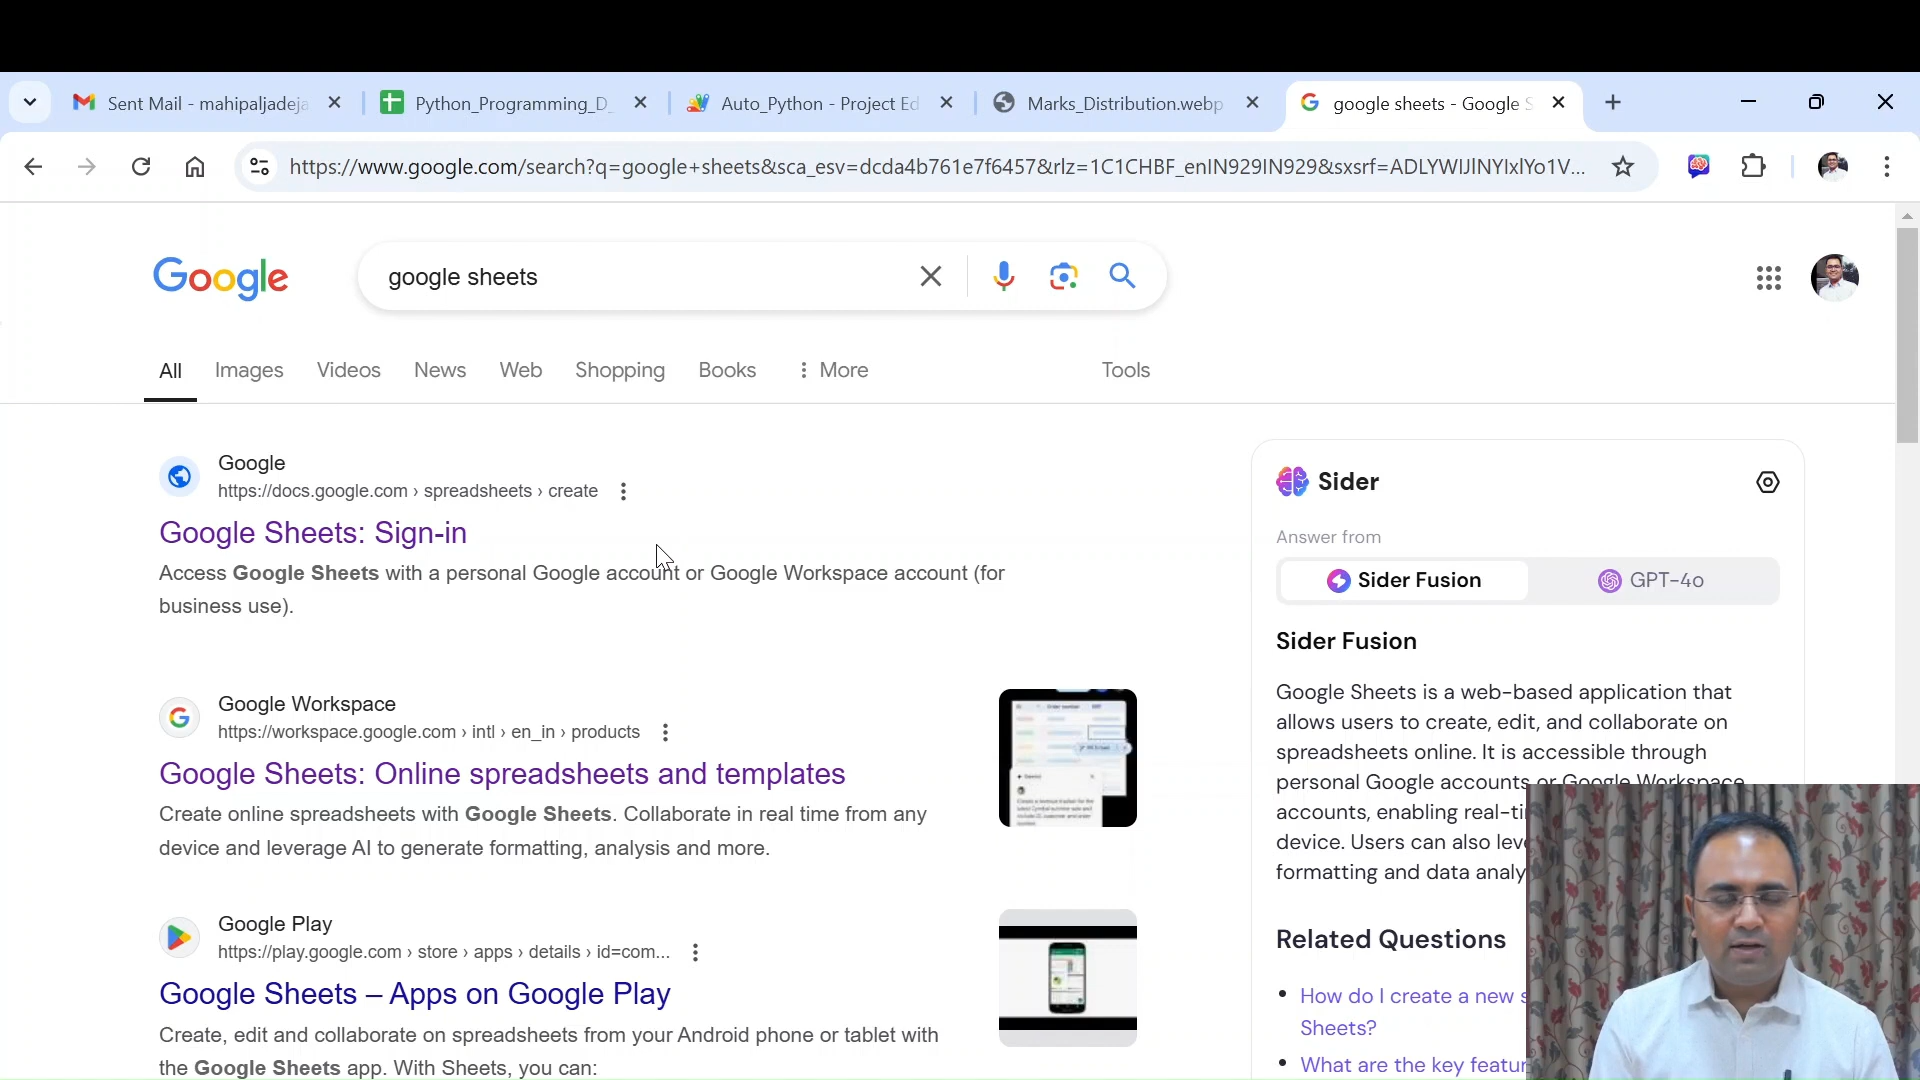 Sent Mail - mahipaljadeja
Python_Programming_D_
Auto_Python - Project Ed
Marks_Distribution.webp
google sheets - Google S
https://www.google.com/search?q=google+sheets&sca_esv=dcda4b761e7f6457&rlz=1C1CHBF_enIN929IN929&sxsrf=ADLYWIJINYIxlYo1V...
Google
google sheets
All
Images
Videos
News
Web
Shopping
Books
More
Tools
Google
https://docs.google.com › spreadsheets › create
Google Sheets: Sign-in
Access Google Sheets with a personal Google account or Google Workspace account (for
business use).
Google Workspace
https://workspace.google.com › intl › en_in › products
Google Sheets: Online spreadsheets and templates
Create online spreadsheets with Google Sheets. Collaborate in real time from any
device and leverage AI to generate formatting, analysis and more.
Google Play
https://play.google.com › store › apps › details › id=com...
Google Sheets – Apps on Google Play
Create, edit and collaborate on spreadsheets from your Android phone or tablet with
the Google Sheets app. With Sheets, you can:
Sider
Answer from
Sider Fusion
GPT-4o
Sider Fusion
Google Sheets is a web-based application that
allows users to create, edit, and collaborate on
spreadsheets online. It is accessible through
personal Google accounts or Google Workspace
accounts, enabling real-ti
device. Users can also leve
formatting and data analy
Related Questions
How do I create a new s
Sheets?
What are the key featur